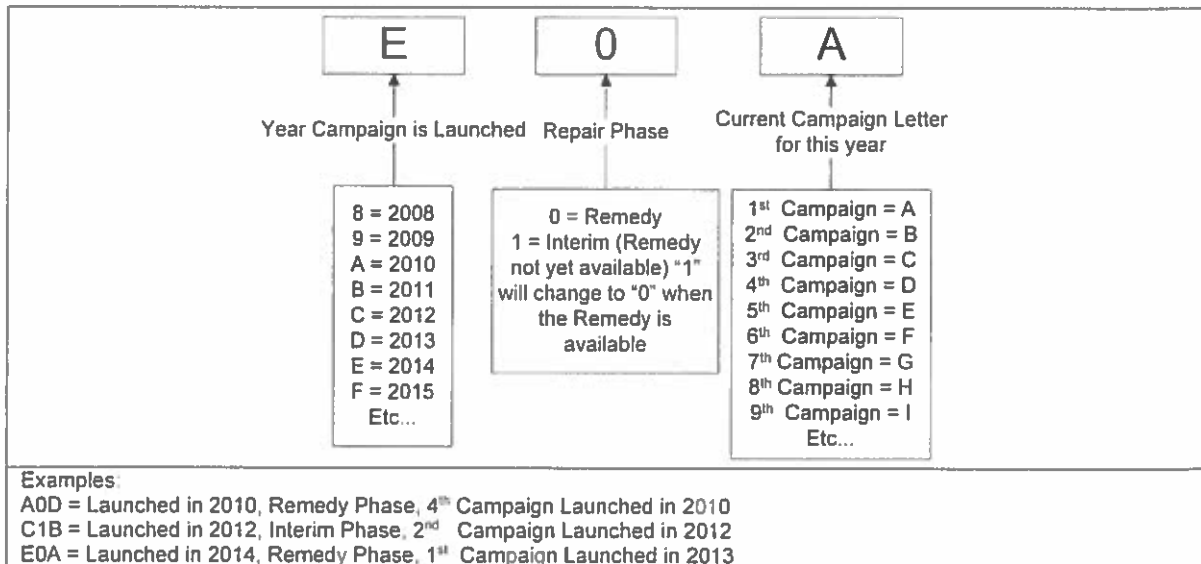 E
0
A
Year Campaign is Launched
Repair Phase
Current Campaign Letter
for this year
8 = 2008
9 = 2009
A = 2010
B = 2011
C = 2012
D = 2013
E = 2014
F = 2015
Etc...
0 = Remedy
1 = Interim (Remedy
not yet available) “1”
will change to “0” when
the Remedy is
available
1st Campaign = A
2nd Campaign = B
3rd Campaign = C
4th Campaign = D
5th Campaign = E
6th Campaign = F
7th Campaign = G
8th Campaign = H
9th Campaign = I
Etc...
Examples:
A0D = Launched in 2010, Remedy Phase, 4th Campaign Launched in 2010
C1B = Launched in 2012, Interim Phase, 2nd Campaign Launched in 2012
E0A = Launched in 2014, Remedy Phase, 1st Campaign Launched in 2013